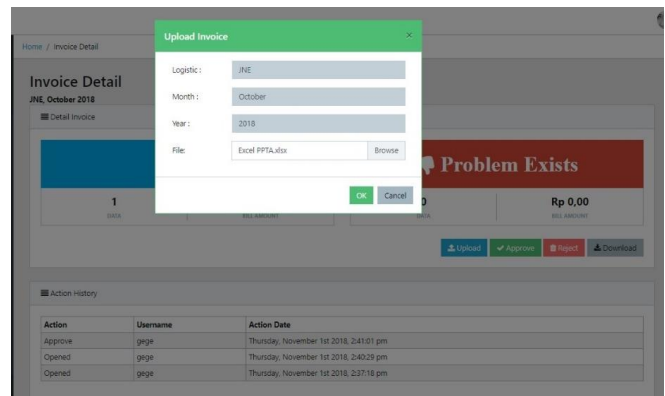 Upload Invoice ×
Home / Invoice Detail
Logistic : JNE
Month : October
Year : 2018
File: Excel PPTA.xlsx Browse
OK Cancel
Invoice Detail
JNE, October 2018
Detail Invoice
Problem Exists
1
DATA
BILL AMOUNT
0
DATA
Rp 0,00
BILL AMOUNT
Upload Approve Reject Download
Action History
Action Username Action Date
Approve gege Thursday, November 1st 2018, 2:41:01 pm
Opened gege Thursday, November 1st 2018, 2:40:29 pm
Opened gege Thursday, November 1st 2018, 2:37:18 pm